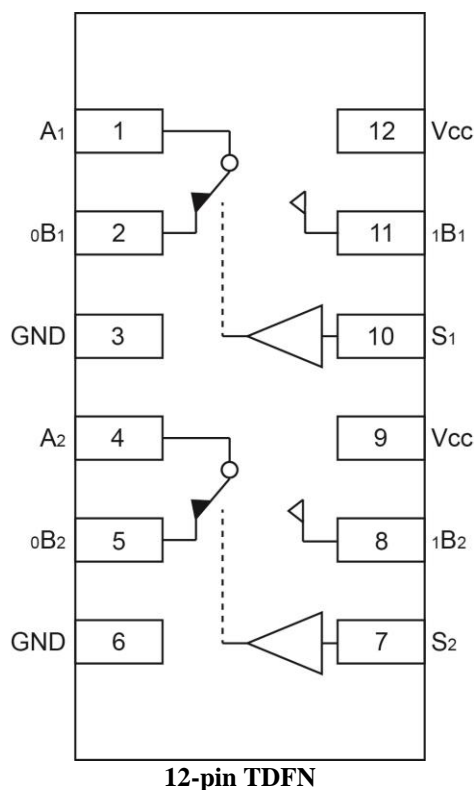 A1 1 12 Vcc
0B1 2 11 1B1
GND 3 10 S1
A2 4 9 Vcc
0B2 5 8 1B2
GND 6 7 S2
12-pin TDFN